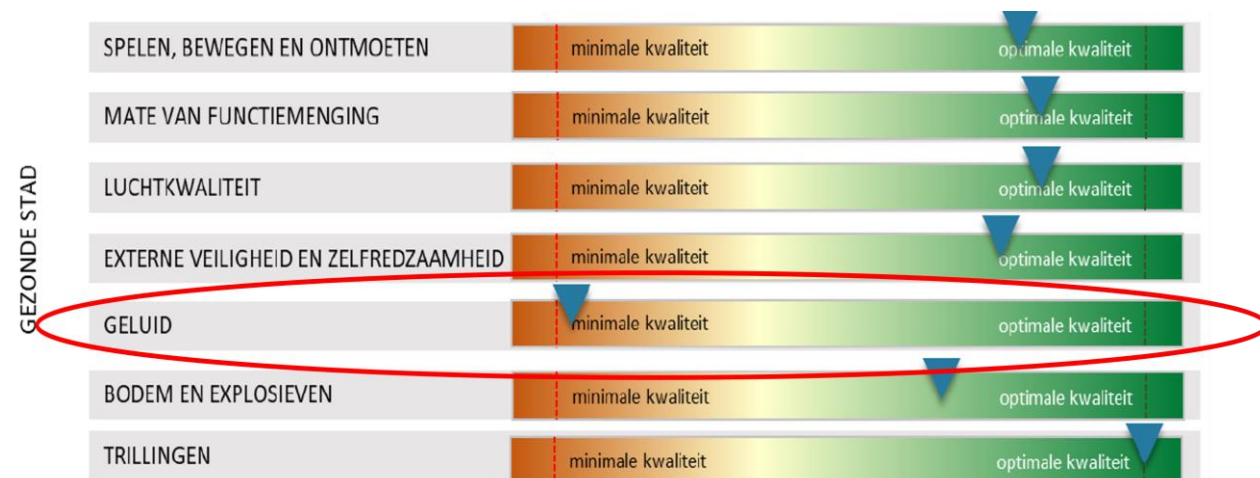 GEZONDE STAD
SPELEN, BEWEGEN EN ONTMOETEN minimale kwaliteit optimale kwaliteit
MATE VAN FUNCTIEMENGING minimale kwaliteit optimale kwaliteit
LUCHTKWALITEIT minimale kwaliteit optimale kwaliteit
EXTERNE VEILIGHEID EN ZELFREDZAAMHEID minimale kwaliteit optimale kwaliteit
GELUID minimale kwaliteit optimale kwaliteit
BODEM EN EXPLOSIEVEN minimale kwaliteit optimale kwaliteit
TRILLINGEN minimale kwaliteit optimale kwaliteit